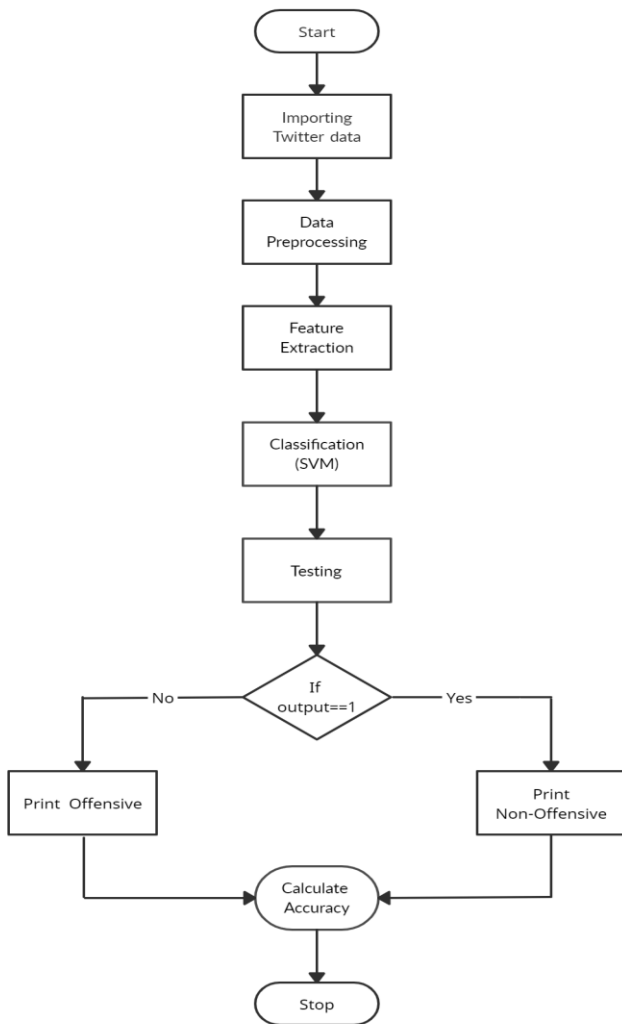 Start
Importing
Twitter data
Data
Preprocessing
Feature
Extraction
Classification
(SVM)
Testing
If
output==1
No
Yes
Print Offensive
Print
Non-Offensive
Calculate
Accuracy
Stop